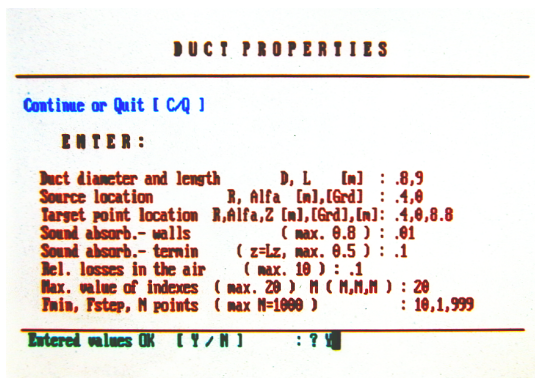 DUCT PROPERTIES
Continue or Quit [ C/Q ]
ENTER:
Duct diameter and length D, L [m] : .8,9
Source location R, Alfa [m],[Grd] : .4,0
Target point location R,Alfa,Z [m],[Grd],[m]: .4,0,8.8
Sound absorb.- walls ( max. 0.8 ) : .01
Sound absorb.- termin ( z=Lz, max. 0.5 ) : .1
Rel. losses in the air ( max. 10 ) : .1
Max. value of indexes ( max. 20 ) M ( M,M,M ) : 20
Fmin, Fstep, N points ( max N=1000 ) : 10,1,999
Entered values OK [ Y / N ] : ? Y